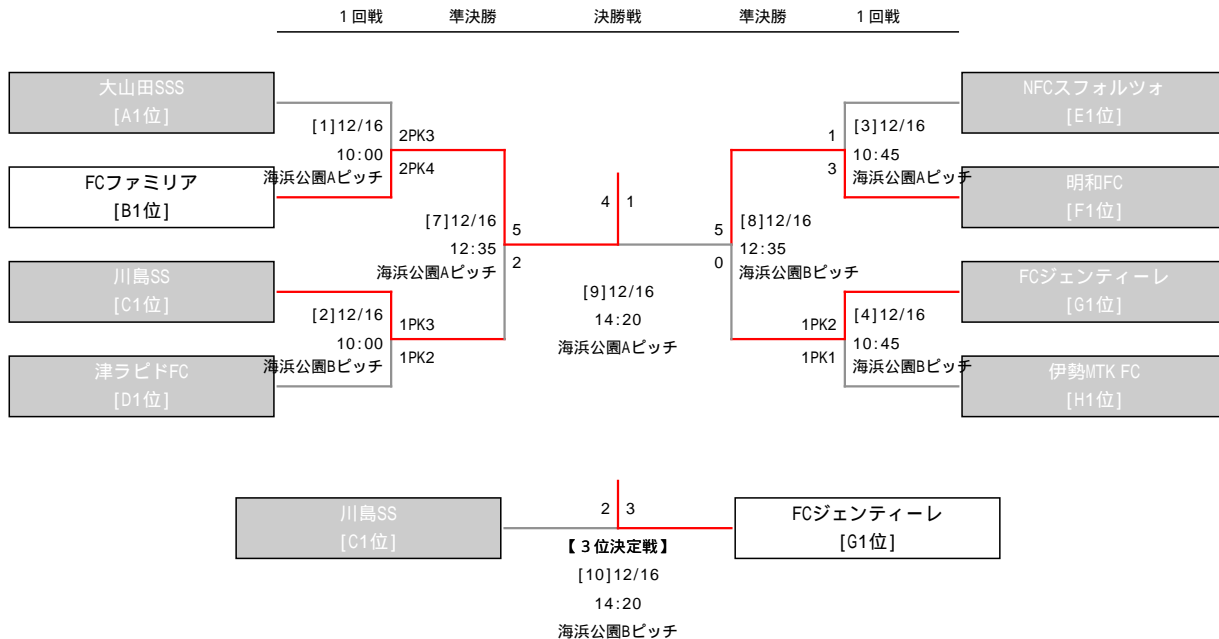 1回戦 準決勝 決勝戦 準決勝 1回戦
大山田SSS
[A1位]
[1]12/16
10:00
海浜公園Aピッチ
2PK3
2PK4
FCファミリア
[B1位]
[7]12/16
12:35
海浜公園Aピッチ
5
2
川島SS
[C1位]
[2]12/16
10:00
海浜公園Bピッチ
1PK3
1PK2
津ラピドFC
[D1位]
4 1
[9]12/16
14:20
海浜公園Aピッチ
NFCスフォルツォ
[E1位]
1
3
[3]12/16
10:45
海浜公園Aピッチ
明和FC
[F1位]
5
0
[8]12/16
12:35
海浜公園Bピッチ
FCジェンティーレ
[G1位]
1PK2
1PK1
[4]12/16
10:45
海浜公園Bピッチ
伊勢MTK FC
[H1位]
川島SS
[C1位]
2 3
FCジェンティーレ
[G1位]
【３位決定戦】
[10]12/16
14:20
海浜公園Bピッチ